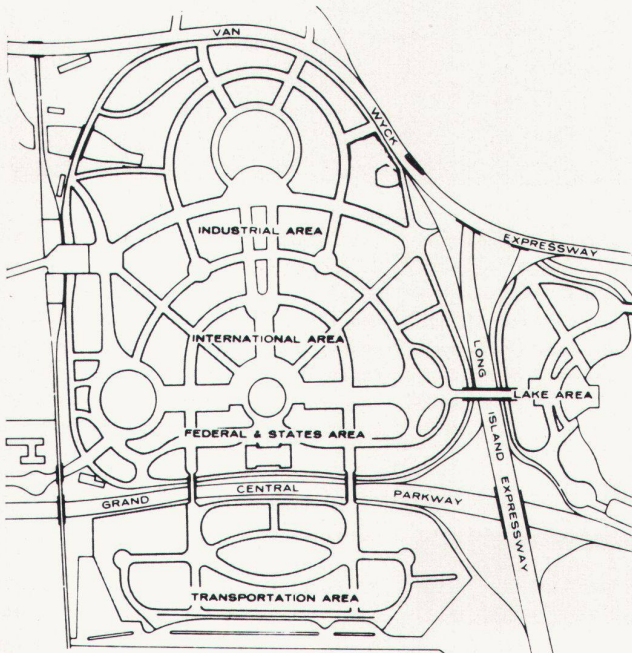 VAN
WYCK
EXPRESSWAY
INDUSTRIAL AREA
INTERNATIONAL AREA
LONG
ISLAND
EXPRESSWAY
LAKE AREA
FEDERAL & STATES AREA
GRAND
CENTRAL
PARKWAY
TRANSPORTATION AREA